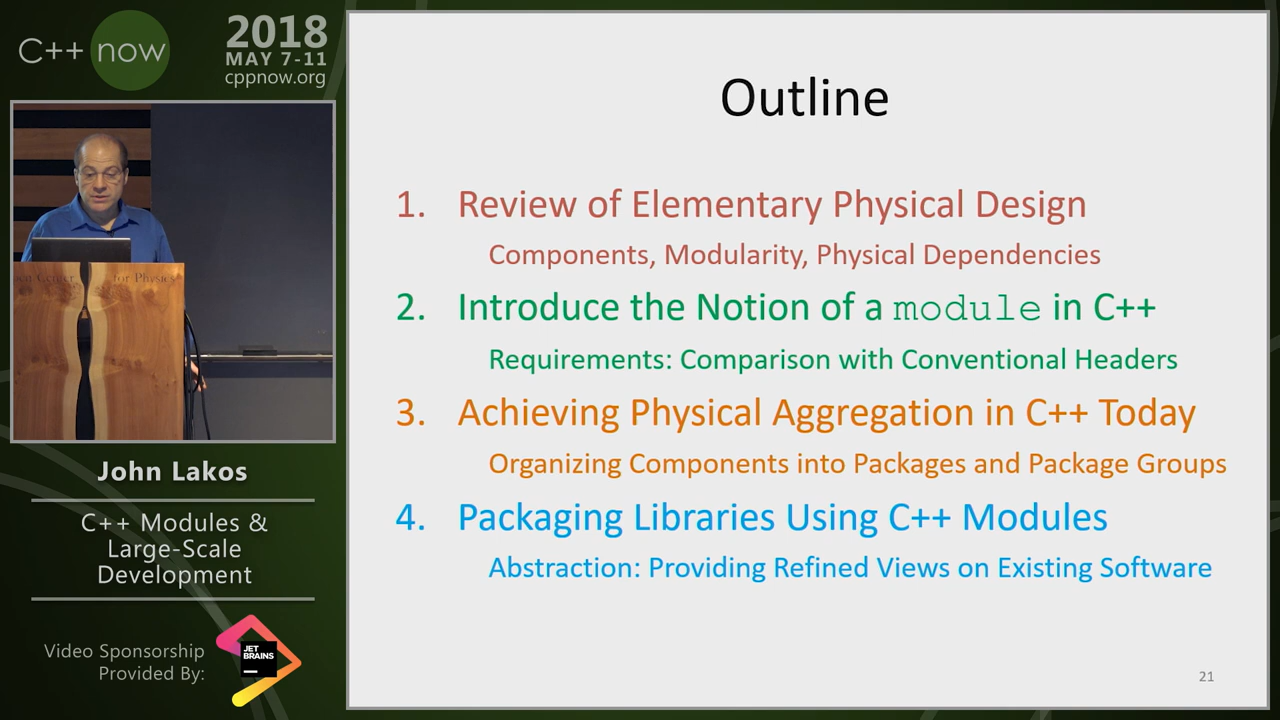 C++ now
2018
MAY 7-11
cppnow.org
Center for Physics
John Lakos
C++ Modules &
Large-Scale
Development
Video Sponsorship
Provided By:
JET
BRAINS
Outline
1. Review of Elementary Physical Design
Components, Modularity, Physical Dependencies
2. Introduce the Notion of a module in C++
Requirements: Comparison with Conventional Headers
3. Achieving Physical Aggregation in C++ Today
Organizing Components into Packages and Package Groups
4. Packaging Libraries Using C++ Modules
Abstraction: Providing Refined Views on Existing Software
21